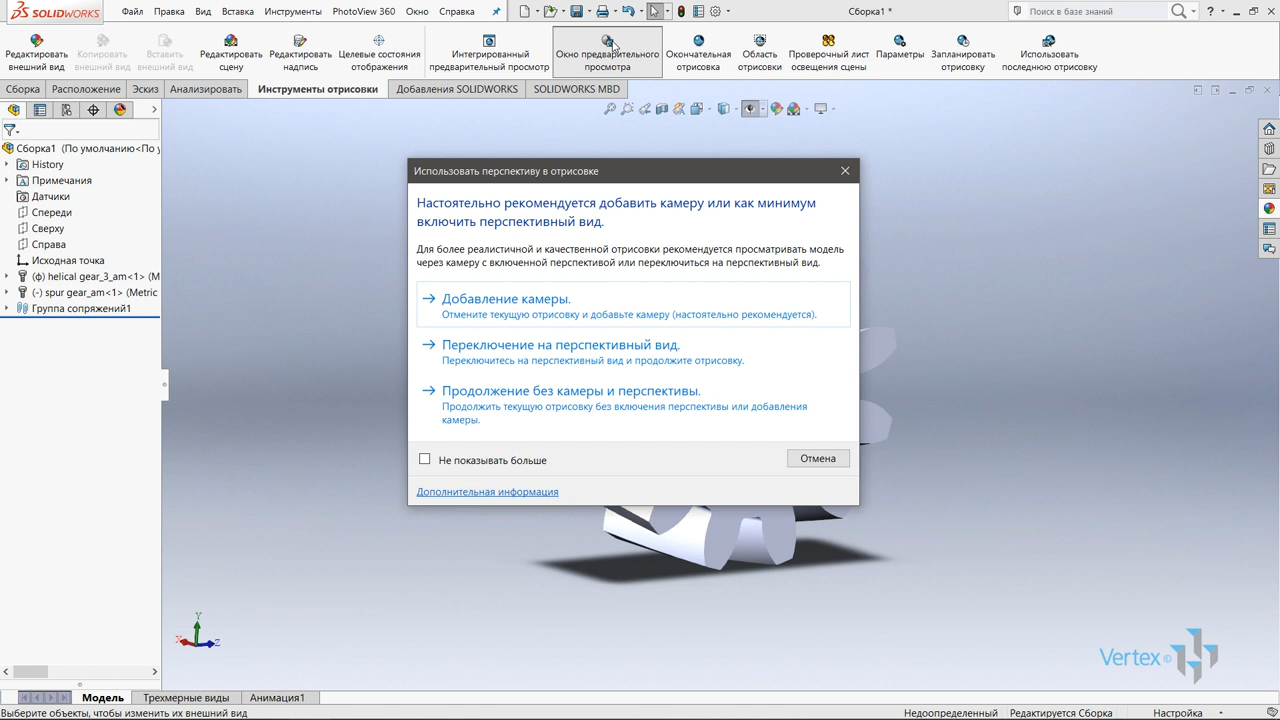 SOLIDWORKS
Файл Правка Вид Вставка Инструменты PhotoView 360 Окно Справка
Сборка1 *
Поиск в базе знаний
Редактировать внешний вид
Копировать внешний вид
Вставить внешний вид
Редактировать сцену
Редактировать надпись
Целевые состояния отображения
Интегрированный предварительный просмотр
Окно предварительного просмотра
Окончательная отрисовка
Область отрисовки
Проверочный лист освещения сцены
Параметры
Запланировать отрисовку
Использовать последнюю отрисовку
Сборка Расположение Эскиз Анализировать Инструменты отрисовки Добавления SOLIDWORKS SOLIDWORKS MBD
Сборка1 (По умолчанию<По у
History
Примечания
Датчики
Спереди
Сверху
Справа
Исходная точка
(ф) helical gear_3_am<1> (M
(-) spur gear_am<1> (Metric
Группа сопряжений1
Использовать перспективу в отрисовке
Настоятельно рекомендуется добавить камеру или как минимум
включить перспективный вид.
Для более реалистичной и качественной отрисовки рекомендуется просматривать модель
через камеру с включенной перспективой или переключиться на перспективный вид.
Добавление камеры.
Отмените текущую отрисовку и добавьте камеру (настоятельно рекомендуется).
Переключение на перспективный вид.
Переключитесь на перспективный вид и продолжите отрисовку.
Продолжение без камеры и перспективы.
Продолжить текущую отрисовку без включения перспективы или добавления
камеры.
Не показывать больше
Отмена
Дополнительная информация
Y
X
Z
Vertex©
Модель Трехмерные виды Анимация1
Выберите объекты, чтобы изменить их внешний вид
Недоопределенный Редактируется Сборка Настройка